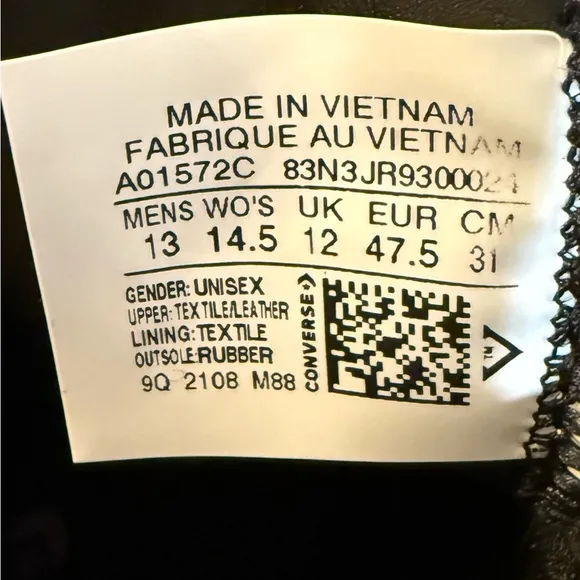 MADE IN VIETNAM
FABRIQUE AU VIETNAM
A01572C 83N3JR9300024
MENS WO'S UK EUR CM
13 14.5 12 47.5 31
GENDER: UNISEX
UPPER: TEXTILE/LEATHER
LINING:TEXTILE
OUTSOLE:RUBBER
9Q 2108 M88
CONVERSE